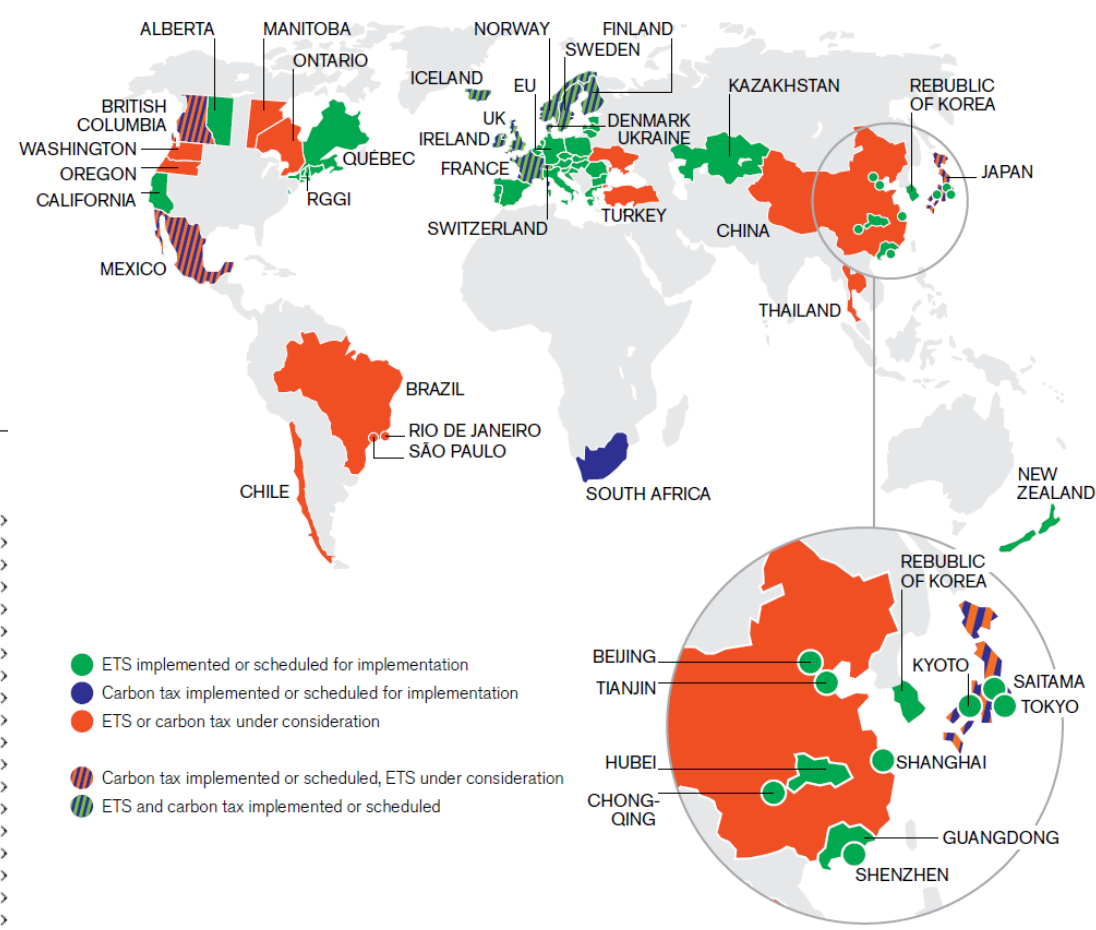 ALBERTA
MANITOBA
ONTARIO
BRITISH
COLUMBIA
WASHINGTON
OREGON
CALIFORNIA
QUÉBEC
RGGI
MEXICO
NORWAY
FINLAND
SWEDEN
ICELAND
EU
UK
IRELAND
FRANCE
DENMARK
UKRAINE
SWITZERLAND
TURKEY
KAZAKHSTAN
REPUBLIC
OF KOREA
JAPAN
CHINA
THAILAND
BRAZIL
RIO DE JANEIRO
SÃO PAULO
CHILE
SOUTH AFRICA
NEW
ZEALAND
REBUBLIC
OF KOREA
BEIJING
TIANJIN
KYOTO
SAITAMA
TOKYO
HUBEI
SHANGHAI
CHONG-
QING
GUANGDONG
SHENZHEN
ETS implemented or scheduled for implementation
Carbon tax implemented or scheduled for implementation
ETS or carbon tax under consideration
Carbon tax implemented or scheduled, ETS under consideration
ETS and carbon tax implemented or scheduled